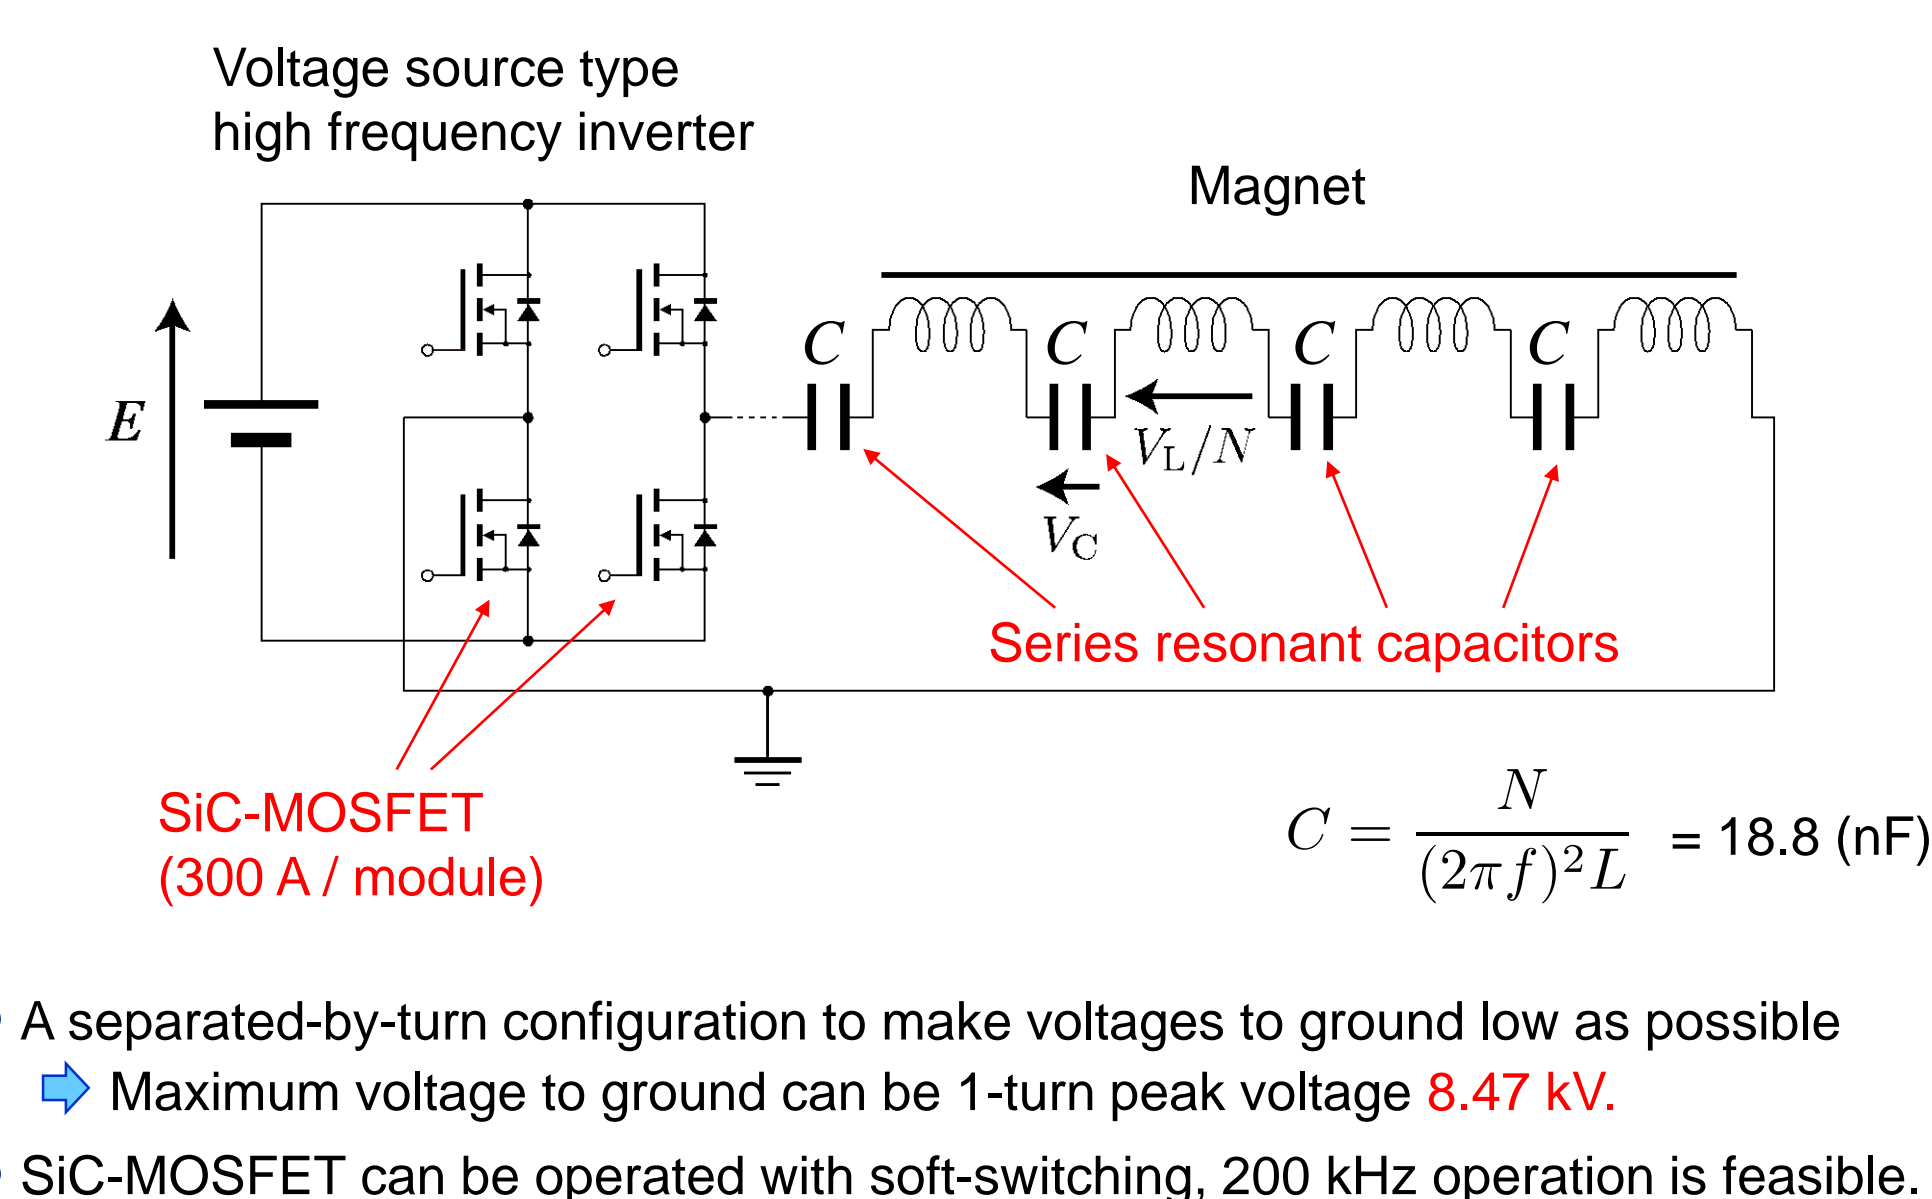 Voltage source type
high frequency inverter
Magnet
C C C C
E
V_L/N
V_C
Series resonant capacitors
SiC-MOSFET
(300 A / module)
C = N / (2πf)²L = 18.8 (nF)
A separated-by-turn configuration to make voltages to ground low as possible
Maximum voltage to ground can be 1-turn peak voltage 8.47 kV.
SiC-MOSFET can be operated with soft-switching, 200 kHz operation is feasible.